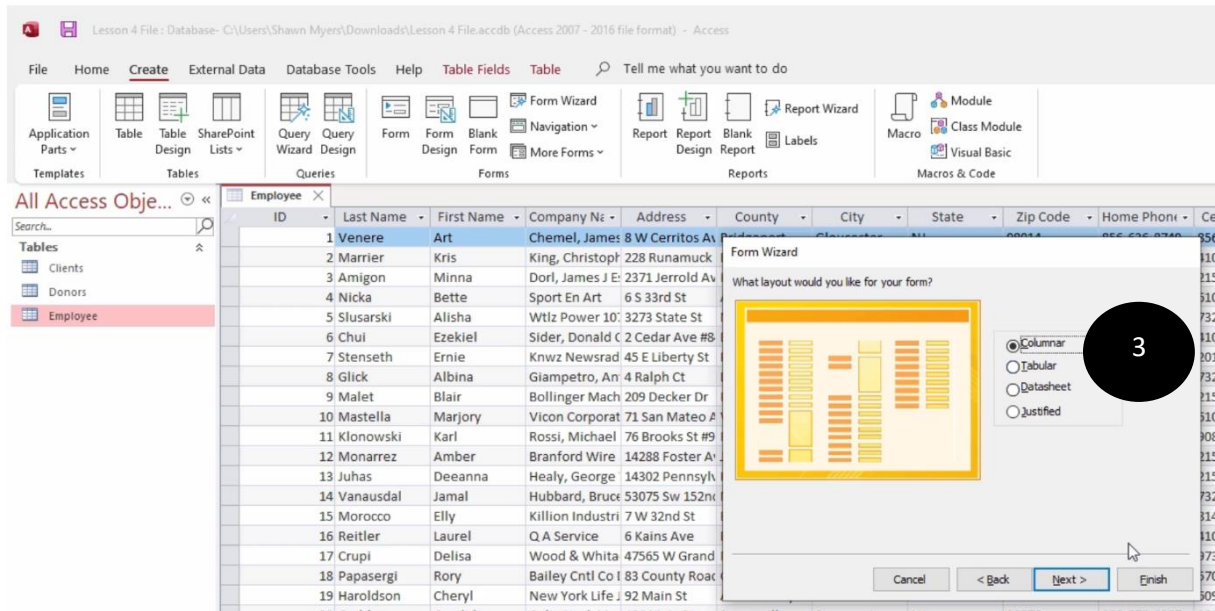 Lesson 4 File : Database- C:\Users\Shawn Myers\Downloads\Lesson 4 File.accdb (Access 2007 - 2016 file format) - Access
File Home Create External Data Database Tools Help Table Fields Table Tell me what you want to do
Application Parts
Table
Table Design
SharePoint Lists
Query Wizard
Query Design
Form
Form Design
Blank Form
Form Wizard
Navigation
More Forms
Report
Report Design
Blank Report
Report Wizard
Labels
Macro
Module
Class Module
Visual Basic
Templates Tables Queries Forms Reports Macros & Code
All Access Obje...
Search...
Tables
Clients
Donors
Employee
Employee
ID Last Name First Name Company Na Address County City State Zip Code Home Phone Ce
1 Venere Art Chemel, James 8 W Cerritos Av
2 Marrier Kris King, Christoph 228 Runamuck
3 Amigon Minna Dorl, James J Es 2371 Jerrold Av
4 Nicka Bette Sport En Art 6 S 33rd St
5 Slusarski Alisha Wtlz Power 107 3273 State St
6 Chui Ezekiel Sider, Donald C 2 Cedar Ave #8
7 Stenseth Ernie Knwz Newsrad 45 E Liberty St
8 Glick Albina Giampetro, An 4 Ralph Ct
9 Malet Blair Bollinger Mach 209 Decker Dr
10 Mastella Marjory Vicon Corporat 71 San Mateo A
11 Klonowski Karl Rossi, Michael 76 Brooks St #9
12 Monarrez Amber Branford Wire 14288 Foster Av
13 Juhas Deeanna Healy, George 14302 Pennsylv
14 Vanausdal Jamal Hubbard, Bruce 53075 Sw 152nd
15 Morocco Elly Killion Industri 7 W 32nd St
16 Reitler Laurel Q A Service 6 Kains Ave
17 Crupi Delisa Wood & Whita 47565 W Grand
18 Papasergi Rory Bailey Cntl Co 83 County Road
19 Haroldson Cheryl New York Life 92 Main St
Form Wizard
What layout would you like for your form?
Columnar
Tabular
Datasheet
Justified
3
Cancel < Back Next > Finish